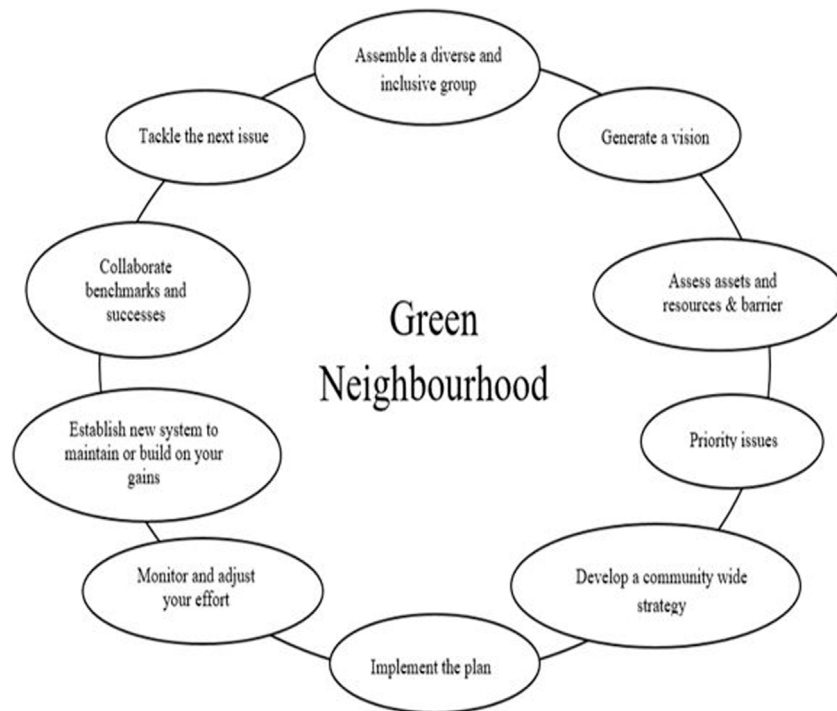 Assemble a diverse and
inclusive group
Generate a vision
Assess assets and
resources & barrier
Priority issues
Develop a community wide
strategy
Implement the plan
Monitor and adjust
your effort
Establish new system to
maintain or build on your
gains
Collaborate
benchmarks and
successes
Tackle the next issue
Green
Neighbourhood